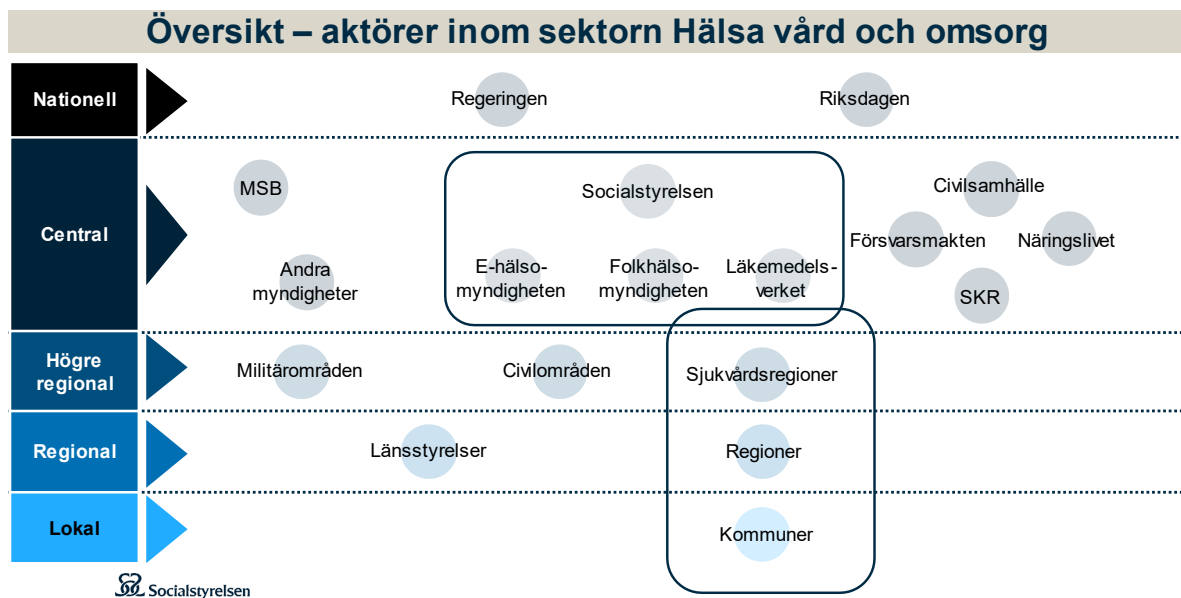 Översikt – aktörer inom sektorn Hälsa vård och omsorg
Nationell
Regeringen
Riksdagen
Central
MSB
Andra
myndigheter
Socialstyrelsen
E-hälso-
myndigheten
Folkhälso-
myndigheten
Läkemedels-
verket
Civilsamhälle
Försvarsmakten
Näringslivet
SKR
Högre
regional
Militärområden
Civilområden
Sjukvårdsregioner
Regional
Länsstyrelser
Regioner
Lokal
Kommuner
Socialstyrelsen